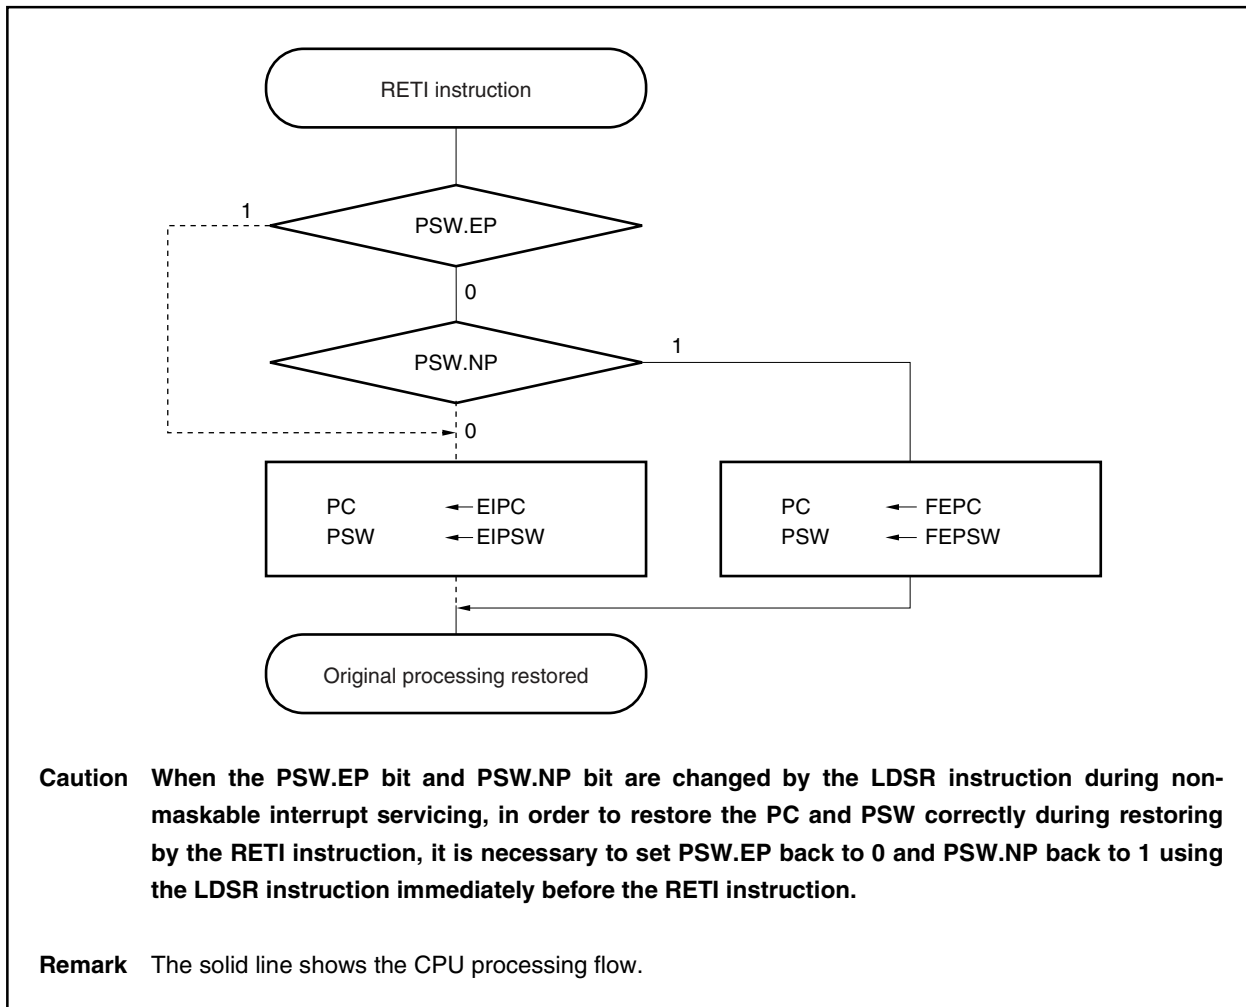 RETI instruction
1
PSW.EP
0
PSW.NP
1
0
PC ← EIPC
PSW ← EIPSW
PC ← FEPC
PSW ← FEPSW
Original processing restored
Caution When the PSW.EP bit and PSW.NP bit are changed by the LDSR instruction during non-
maskable interrupt servicing, in order to restore the PC and PSW correctly during restoring
by the RETI instruction, it is necessary to set PSW.EP back to 0 and PSW.NP back to 1 using
the LDSR instruction immediately before the RETI instruction.
Remark The solid line shows the CPU processing flow.